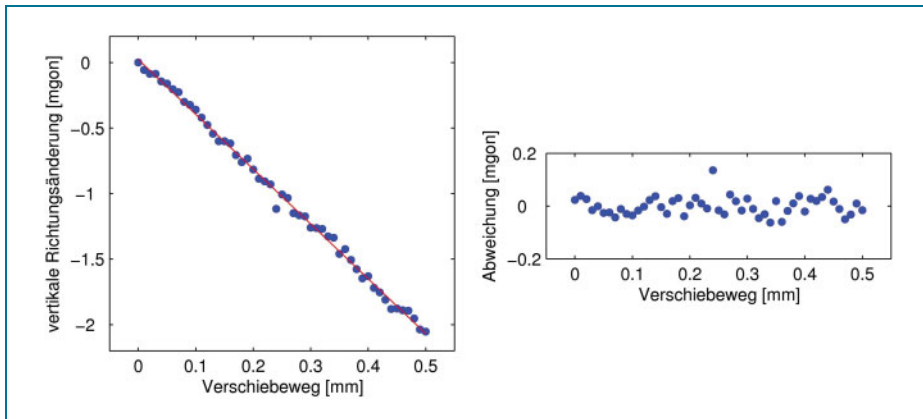 vertikale Richtungsänderung [mgon]
0
−0.5
−1
−1.5
−2
0 0.1 0.2 0.3 0.4 0.5
Verschiebeweg [mm]
Abweichung [mgon]
0.2
0
−0.2
0 0.1 0.2 0.3 0.4 0.5
Verschiebeweg [mm]